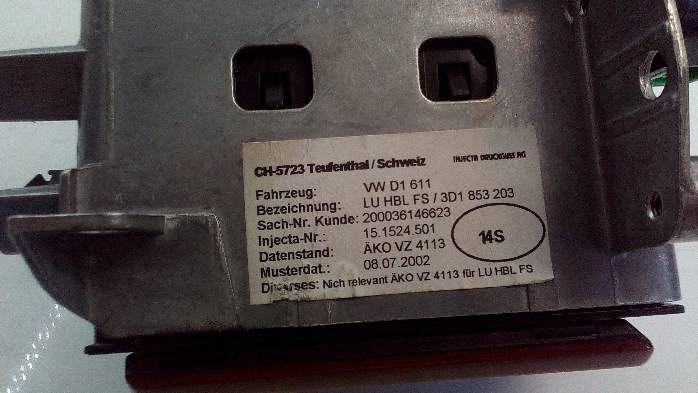 CH-5723 Teufenthal / Schweiz INJECTA DRUCKGUSS AG
Fahrzeug: VW D1 611
Bezeichnung: LU HBL FS / 3D1 853 203
Sach-Nr. Kunde: 200036146623
Injecta-Nr.: 15.1524.501
Datenstand: ÄKO VZ 4113
Musterdat.: 08.07.2002
14S
Diverses: Nich relevant ÄKO VZ 4113 für LU HBL FS